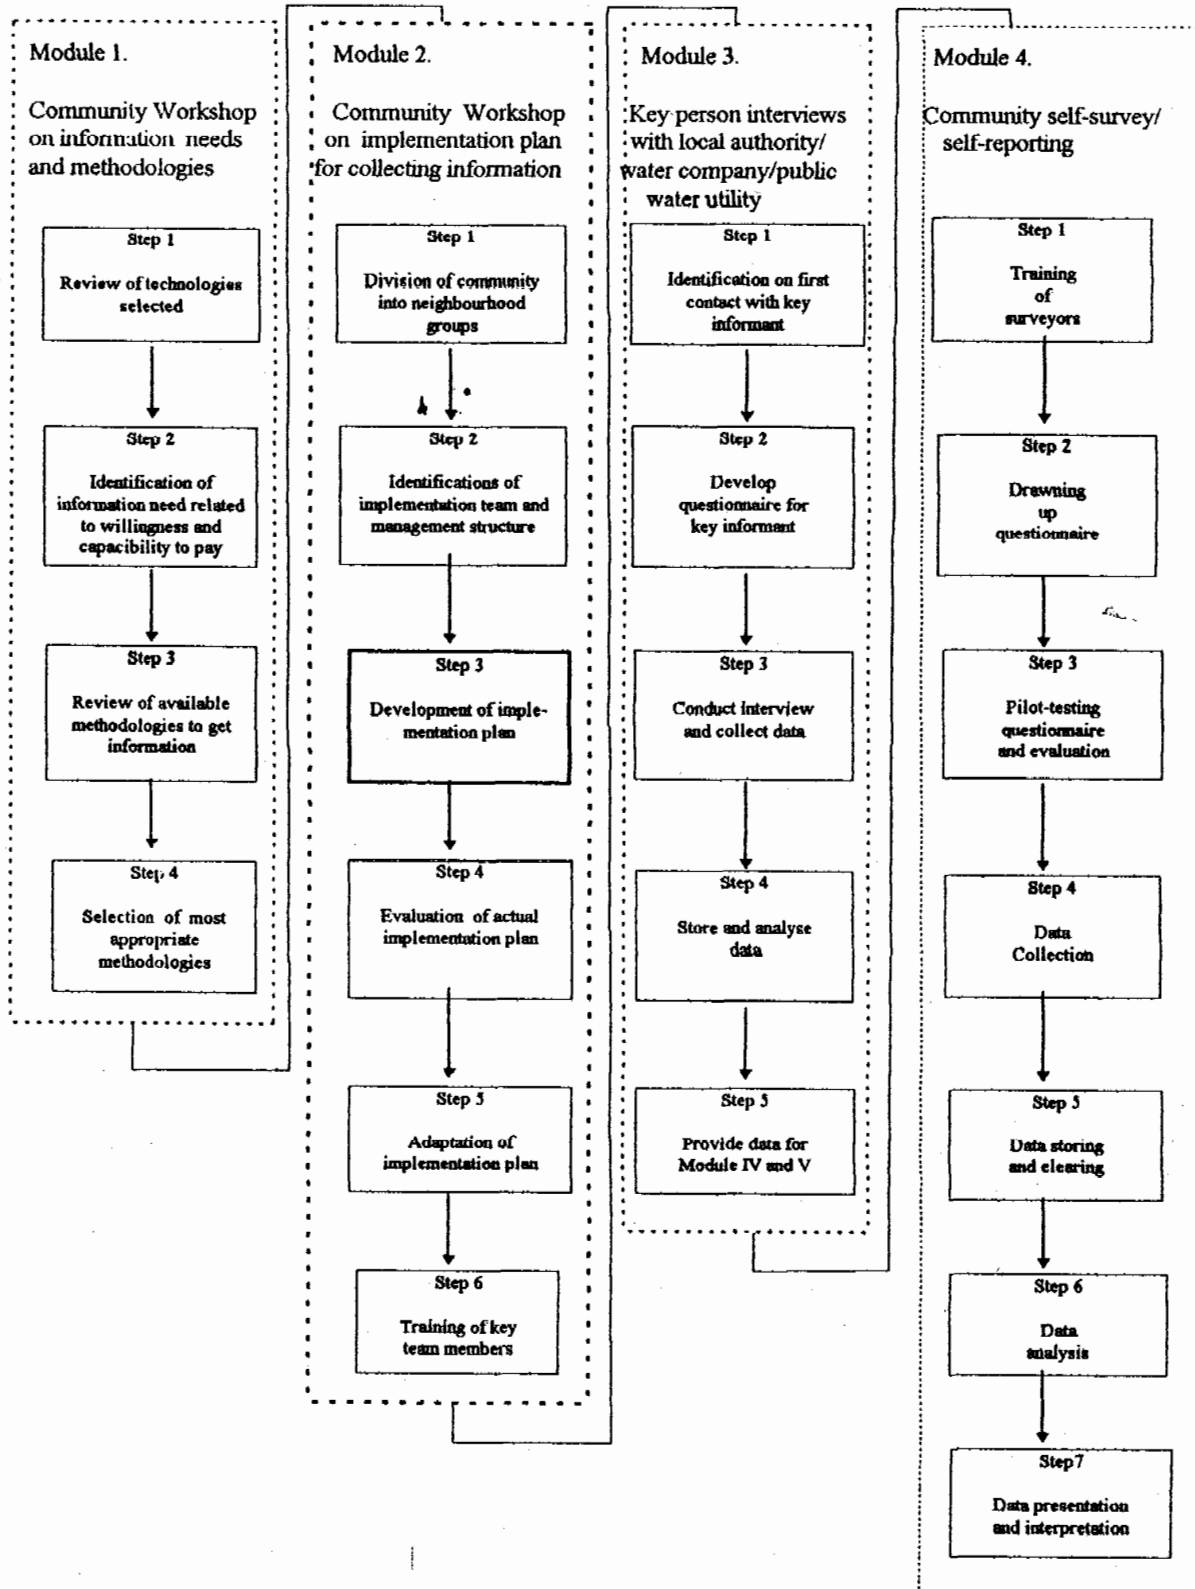 Module 1.
Community Workshop
on information needs
and methodologies
Step 1
Review of technologies
selected
Step 2
Identification of
information need related
to willingness and
capacibility to pay
Step 3
Review of available
methodologies to get
information
Step 4
Selection of most
appropriate
methodologies
Module 2.
Community Workshop
on implementation plan
for collecting information
Step 1
Division of community
into neighbourhood
groups
Step 2
Identifications of
implementation team and
management structure
Step 3
Development of imple-
mentation plan
Step 4
Evaluation of actual
implementation plan
Step 5
Adaptation of
implementation plan
Step 6
Training of key
team members
Module 3.
Key person interviews
with local authority/
water company/public
water utility
Step 1
Identification on first
contact with key
informant
Step 2
Develop
questionnaire for
key informant
Step 3
Conduct interview
and collect data
Step 4
Store and analyse
data
Step 5
Provide data for
Module IV and V
Module 4.
Community self-survey/
self-reporting
Step 1
Training
of
surveyors
Step 2
Drawning
up
questionnaire
Step 3
Pilot-testing
questionnaire
and evaluation
Step 4
Data
Collection
Step 5
Data storing
and clearing
Step 6
Data
analysis
Step7
Data presentation
and interpretation